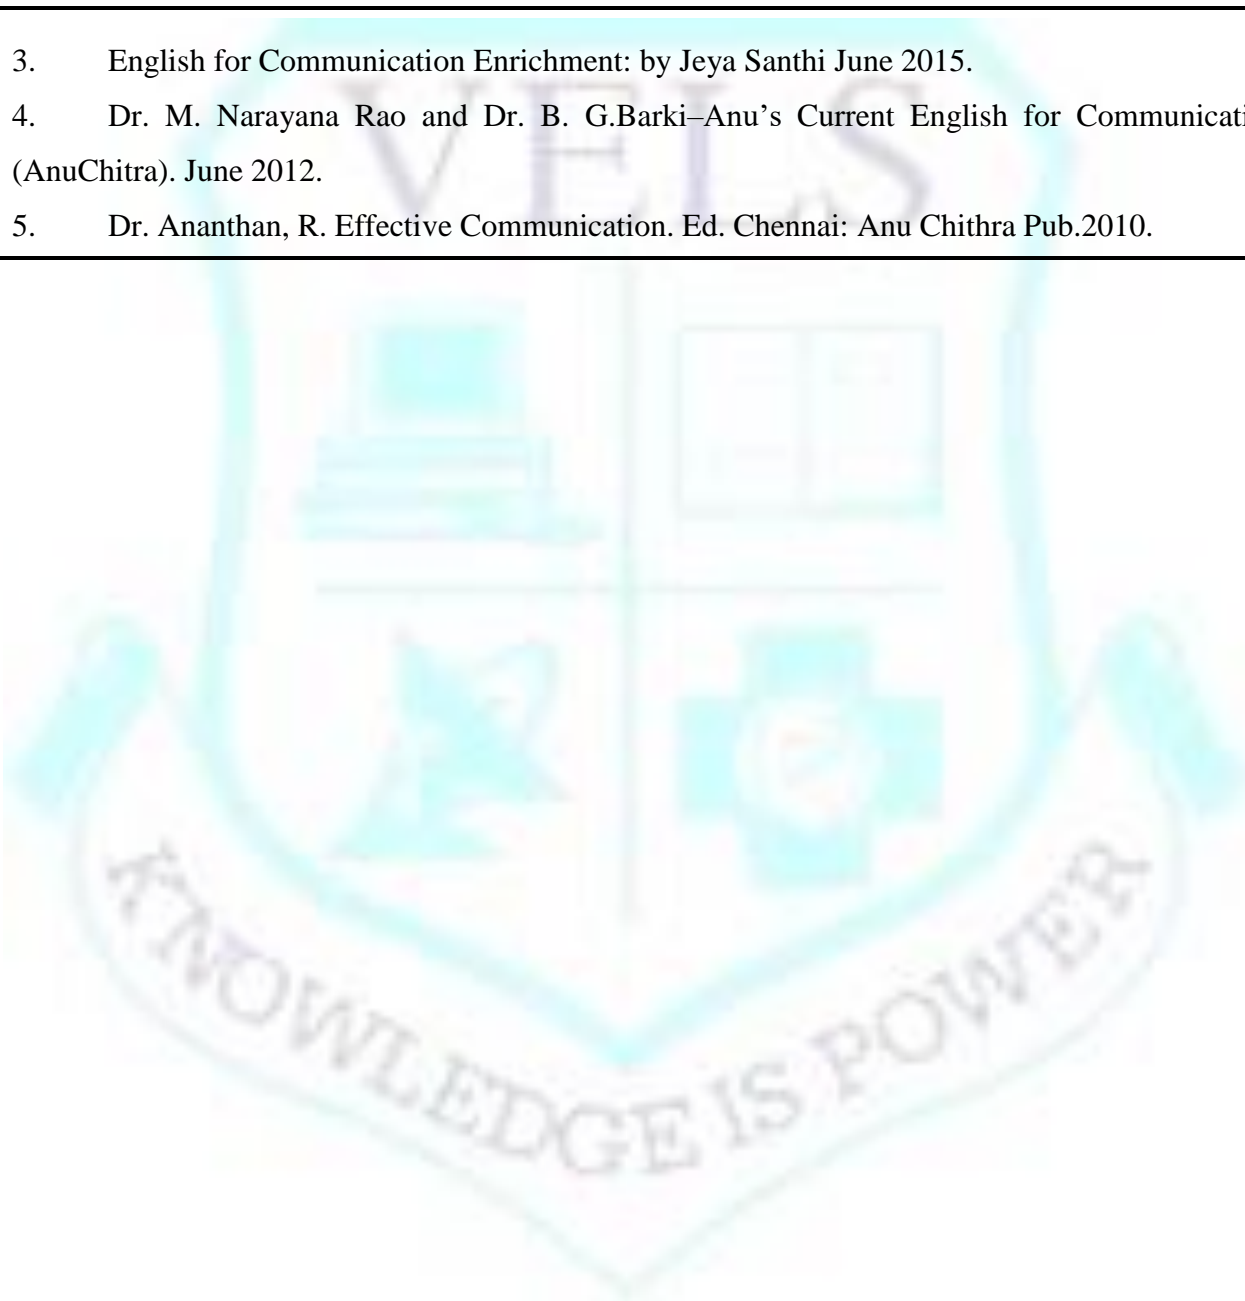 3. English for Communication Enrichment: by Jeya Santhi June 2015.
4. Dr. M. Narayana Rao and Dr. B. G.Barki–Anu’s Current English for Communicati
(AnuChitra). June 2012.
5. Dr. Ananthan, R. Effective Communication. Ed. Chennai: Anu Chithra Pub.2010.
VELS
KNOWLEDGE IS POWER